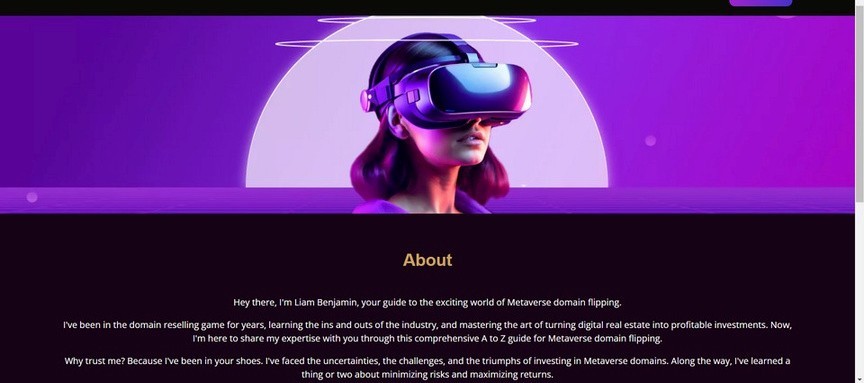 About
Hey there, I'm Liam Benjamin, your guide to the exciting world of Metaverse domain flipping.
I've been in the domain reselling game for years, learning the ins and outs of the industry, and mastering the art of turning digital real estate into profitable investments. Now,
I'm here to share my expertise with you through this comprehensive A to Z guide for Metaverse domain flipping.
Why trust me? Because I've been in your shoes. I've faced the uncertainties, the challenges, and the triumphs of investing in Metaverse domains. Along the way, I've learned a
thing or two about minimizing risks and maximizing returns.